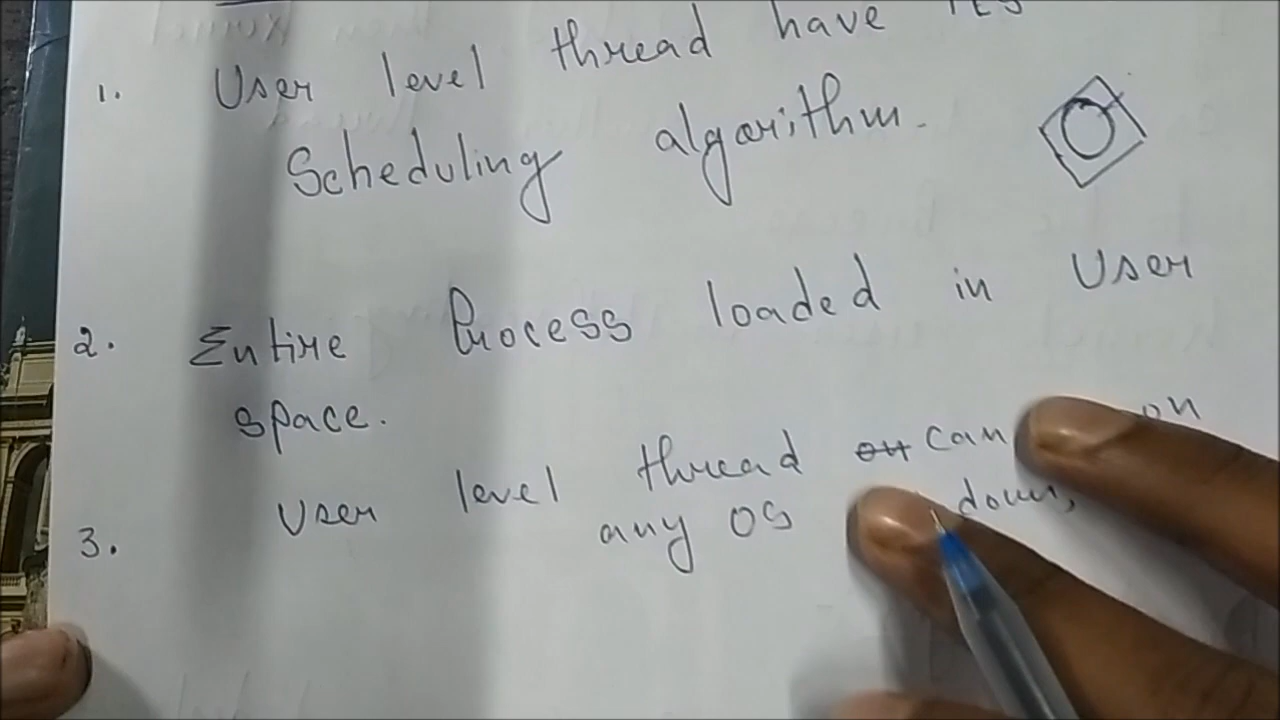 1. User level thread have
Scheduling algorithm.
2. Entire Process loaded in User
space.
3. User level thread can on
any OS